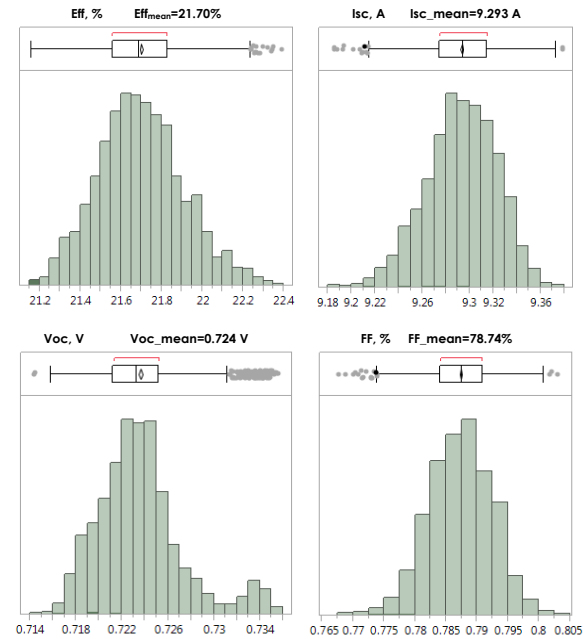 Eff, % Eff_mean=21.70%
Isc, A Isc_mean=9.293 A
21.2 21.4 21.6 21.8 22 22.2 22.4
9.18 9.2 9.22 9.26 9.3 9.32 9.36
Voc, V Voc_mean=0.724 V
FF, % FF_mean=78.74%
0.714 0.718 0.722 0.726 0.73 0.734
0.765 0.77 0.775 0.78 0.785 0.79 0.795 0.8 0.805